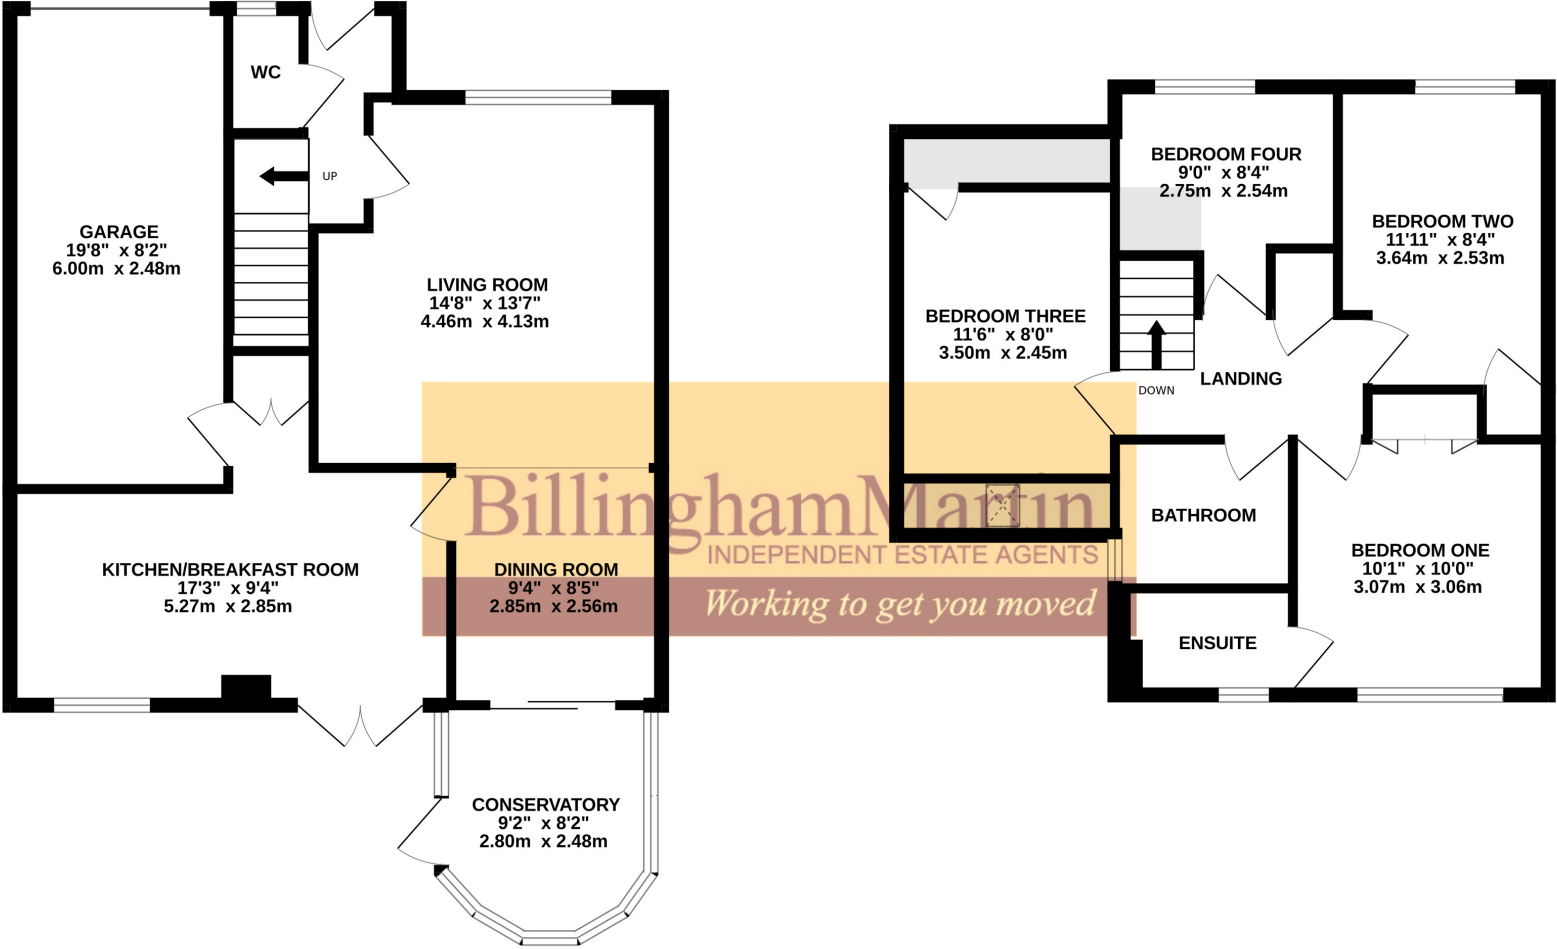 WC
UP
GARAGE
19'8" x 8'2"
6.00m x 2.48m
LIVING ROOM
14'8" x 13'7"
4.46m x 4.13m
KITCHEN/BREAKFAST ROOM
17'3" x 9'4"
5.27m x 2.85m
DINING ROOM
9'4" x 8'5"
2.85m x 2.56m
CONSERVATORY
9'2" x 8'2"
2.80m x 2.48m
BEDROOM FOUR
9'0" x 8'4"
2.75m x 2.54m
BEDROOM TWO
11'11" x 8'4"
3.64m x 2.53m
BEDROOM THREE
11'6" x 8'0"
3.50m x 2.45m
DOWN
LANDING
BATHROOM
BEDROOM ONE
10'1" x 10'0"
3.07m x 3.06m
ENSUITE
BillinghamMartin
INDEPENDENT ESTATE AGENTS
Working to get you moved